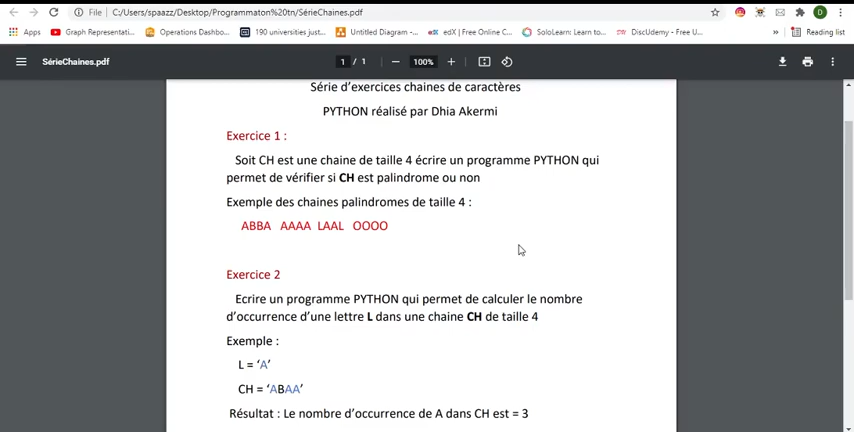 File | C:/Users/spaazz/Desktop/Programmaton%20tn/SérieChaines.pdf
D
Apps Graph Representati... Operations Dashbo... 190 universities just... Untitled Diagram -... edX | Free Online C... SoloLearn: Learn to... DiscUdemy - Free U... » Reading list
SérieChaines.pdf 1 / 1 − 100% +
Série d'exercices chaines de caractères
PYTHON réalisé par Dhia Akermi
Exercice 1 :
Soit CH est une chaine de taille 4 écrire un programme PYTHON qui
permet de vérifier si CH est palindrome ou non
Exemple des chaines palindromes de taille 4 :
ABBA AAAA LAAL OOOO
Exercice 2
Ecrire un programme PYTHON qui permet de calculer le nombre
d'occurrence d'une lettre L dans une chaine CH de taille 4
Exemple :
L = 'A'
CH = 'ABAA'
Résultat : Le nombre d'occurrence de A dans CH est = 3